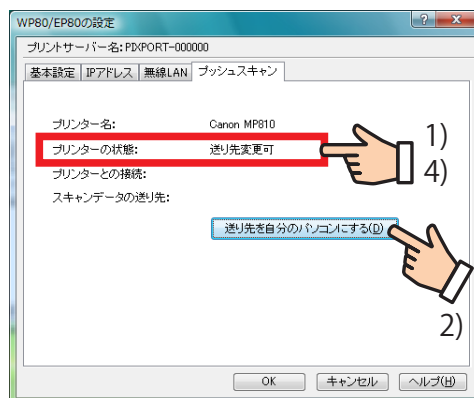 WP80/EP80の設定
プリントサーバー名: PIXPORT-000000
基本設定 IPアドレス 無線LAN プッシュスキャン
プリンター名: Canon MP810
プリンターの状態: 送り先変更可
1)
4)
プリンターとの接続:
スキャンデータの送り先:
送り先を自分のパソコンにする(D)
2)
OK キャンセル ヘルプ(H)